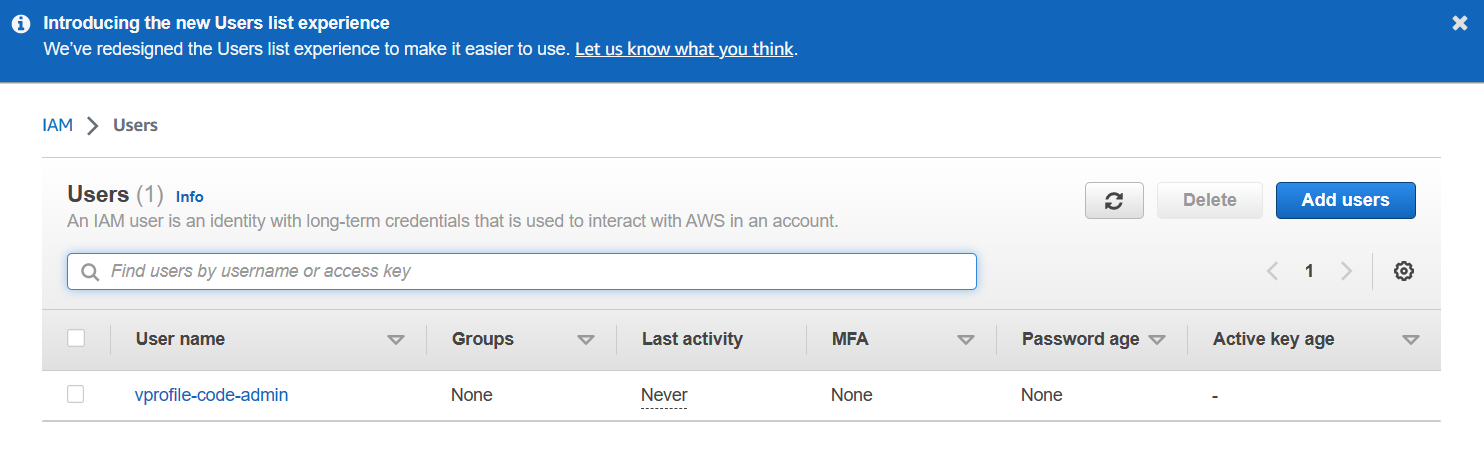 Introducing the new Users list experience
We've redesigned the Users list experience to make it easier to use. Let us know what you think.
IAM > Users
Users (1) Info
An IAM user is an identity with long-term credentials that is used to interact with AWS in an account.
Delete
Add users
Find users by username or access key
1
User name Groups Last activity MFA Password age Active key age
vprofile-code-admin None Never None None -